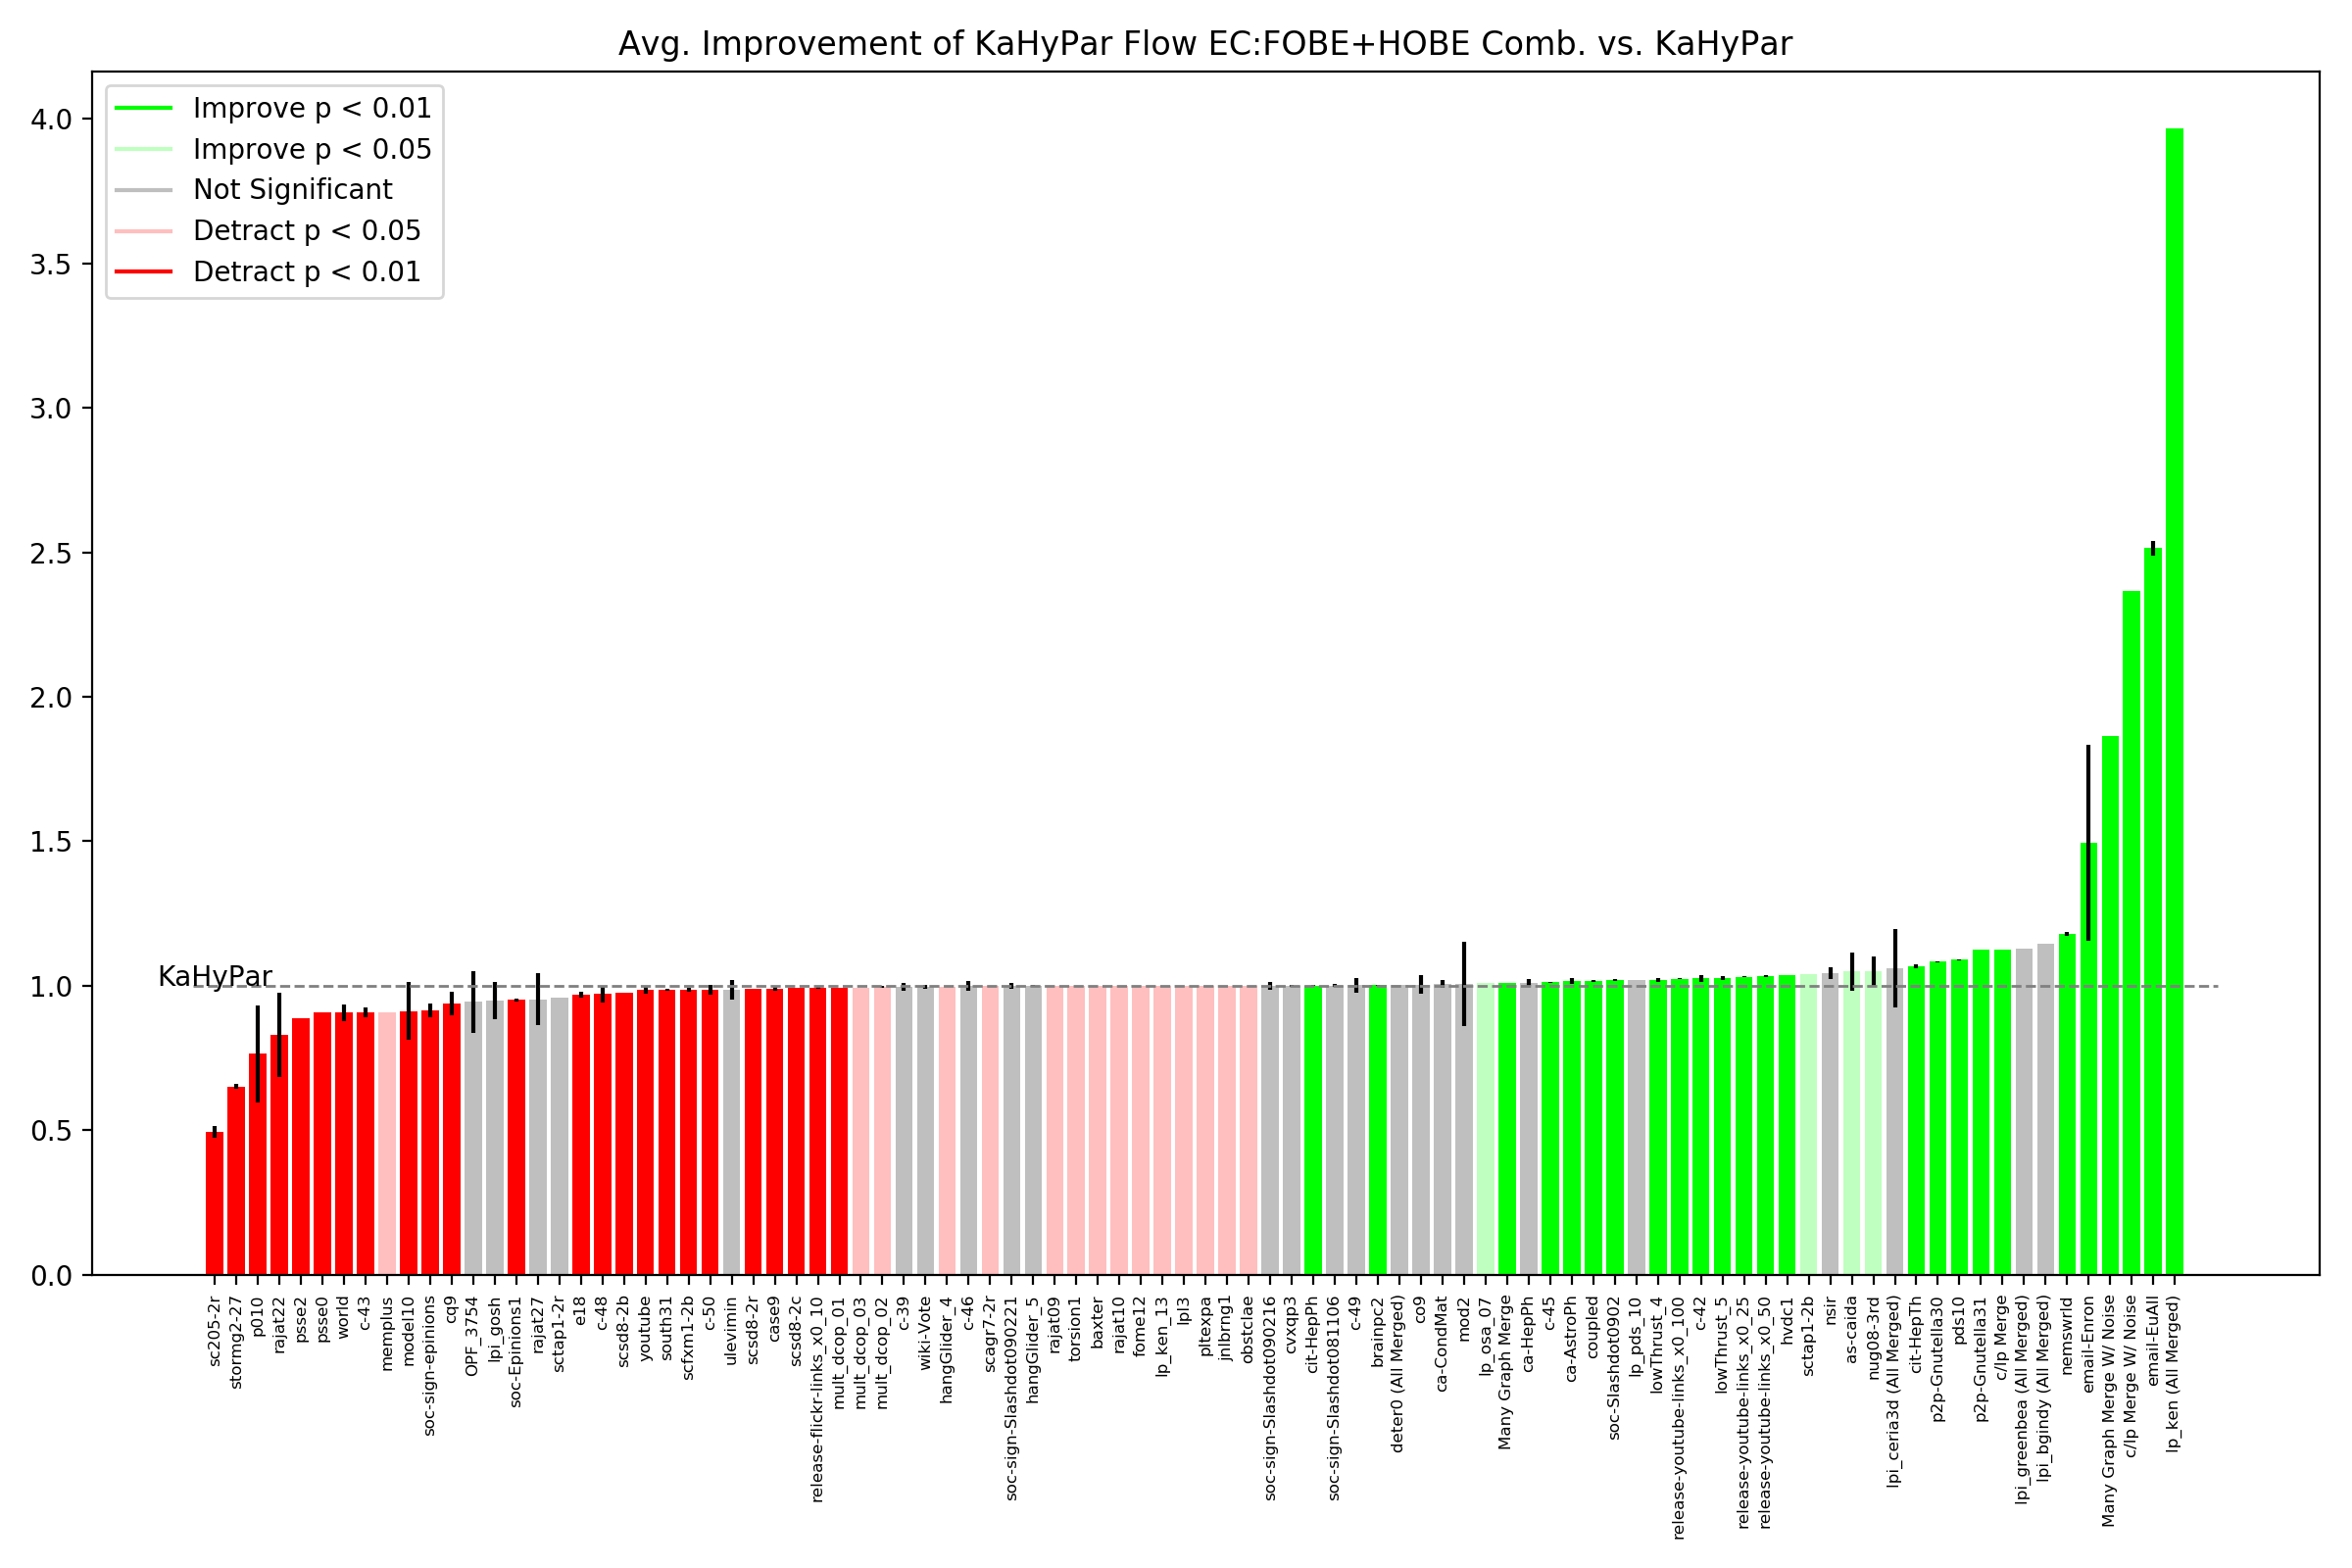 Avg. Improvement of KaHyPar Flow EC:FOBE+HOBE Comb. vs. KaHyPar
Improve p < 0.01
Improve p < 0.05
Not Significant
Detract p < 0.05
Detract p < 0.01
4.0
3.5
3.0
2.5
2.0
1.5
1.0
0.5
0.0
KaHyPar
sc205-2r
stormg2-27
p010
rajat22
psse2
psse0
world
c-43
memplus
model10
soc-sign-epinions
cq9
OPF_3754
lpi_gosh
soc-Epinions1
rajat27
sctap1-2r
e18
c-48
scsd8-2b
youtube
south31
scfxm1-2b
c-50
ulevimin
scsd8-2r
case9
scsd8-2c
release-flickr-links_x0_10
mult_dcop_01
mult_dcop_03
mult_dcop_02
c-39
wiki-Vote
hangGlider_4
c-46
scagr7-2r
soc-sign-Slashdot090221
hangGlider_5
rajat09
torsion1
baxter
rajat10
fome12
lp_ken_13
lpl3
pltexpa
jnlbrng1
obstclae
soc-sign-Slashdot090216
cvxqp3
cit-HepPh
soc-sign-Slashdot081106
c-49
brainpc2
deter0 (All Merged)
co9
ca-CondMat
mod2
lp_osa_07
Many Graph Merge
ca-HepPh
c-45
ca-AstroPh
coupled
soc-Slashdot0902
lp_pds_10
lowThrust_4
release-youtube-links_x0_100
c-42
lowThrust_5
release-youtube-links_x0_25
release-youtube-links_x0_50
hvdc1
sctap1-2b
nsir
as-caida
nug08-3rd
lpi_ceria3d (All Merged)
cit-HepTh
p2p-Gnutella30
pds10
p2p-Gnutella31
c/lp Merge
lpi_greenbea (All Merged)
lpi_bgindy (All Merged)
nemswrld
email-Enron
Many Graph Merge W/ Noise
c/lp Merge W/ Noise
email-EuAll
lp_ken (All Merged)